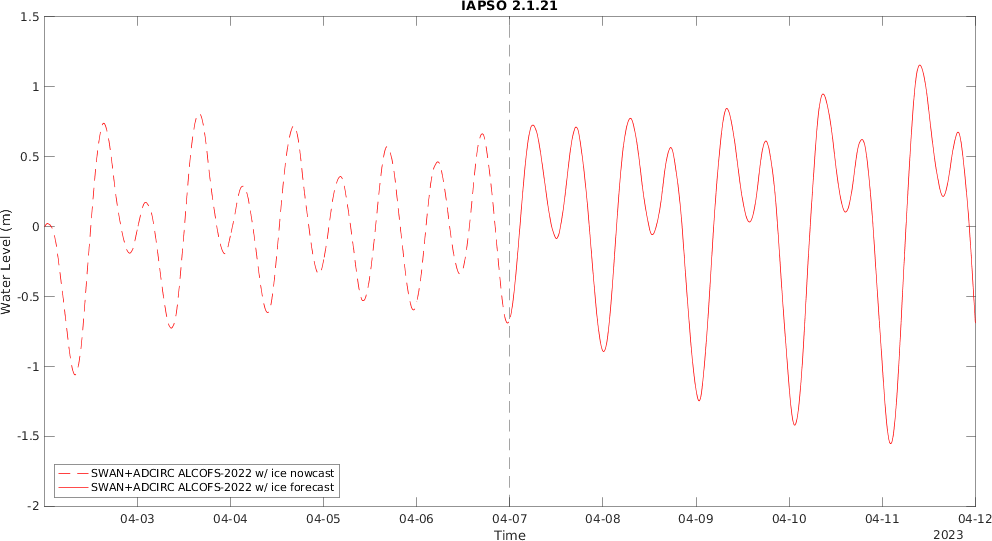 IAPSO 2.1.21
1.5
1
0.5
0
-0.5
-1
-1.5
-2
Water Level (m)
SWAN+ADCIRC ALCOFS-2022 w/ ice nowcast
SWAN+ADCIRC ALCOFS-2022 w/ ice forecast
04-03 04-04 04-05 04-06 04-07 04-08 04-09 04-10 04-11 04-12
Time
2023